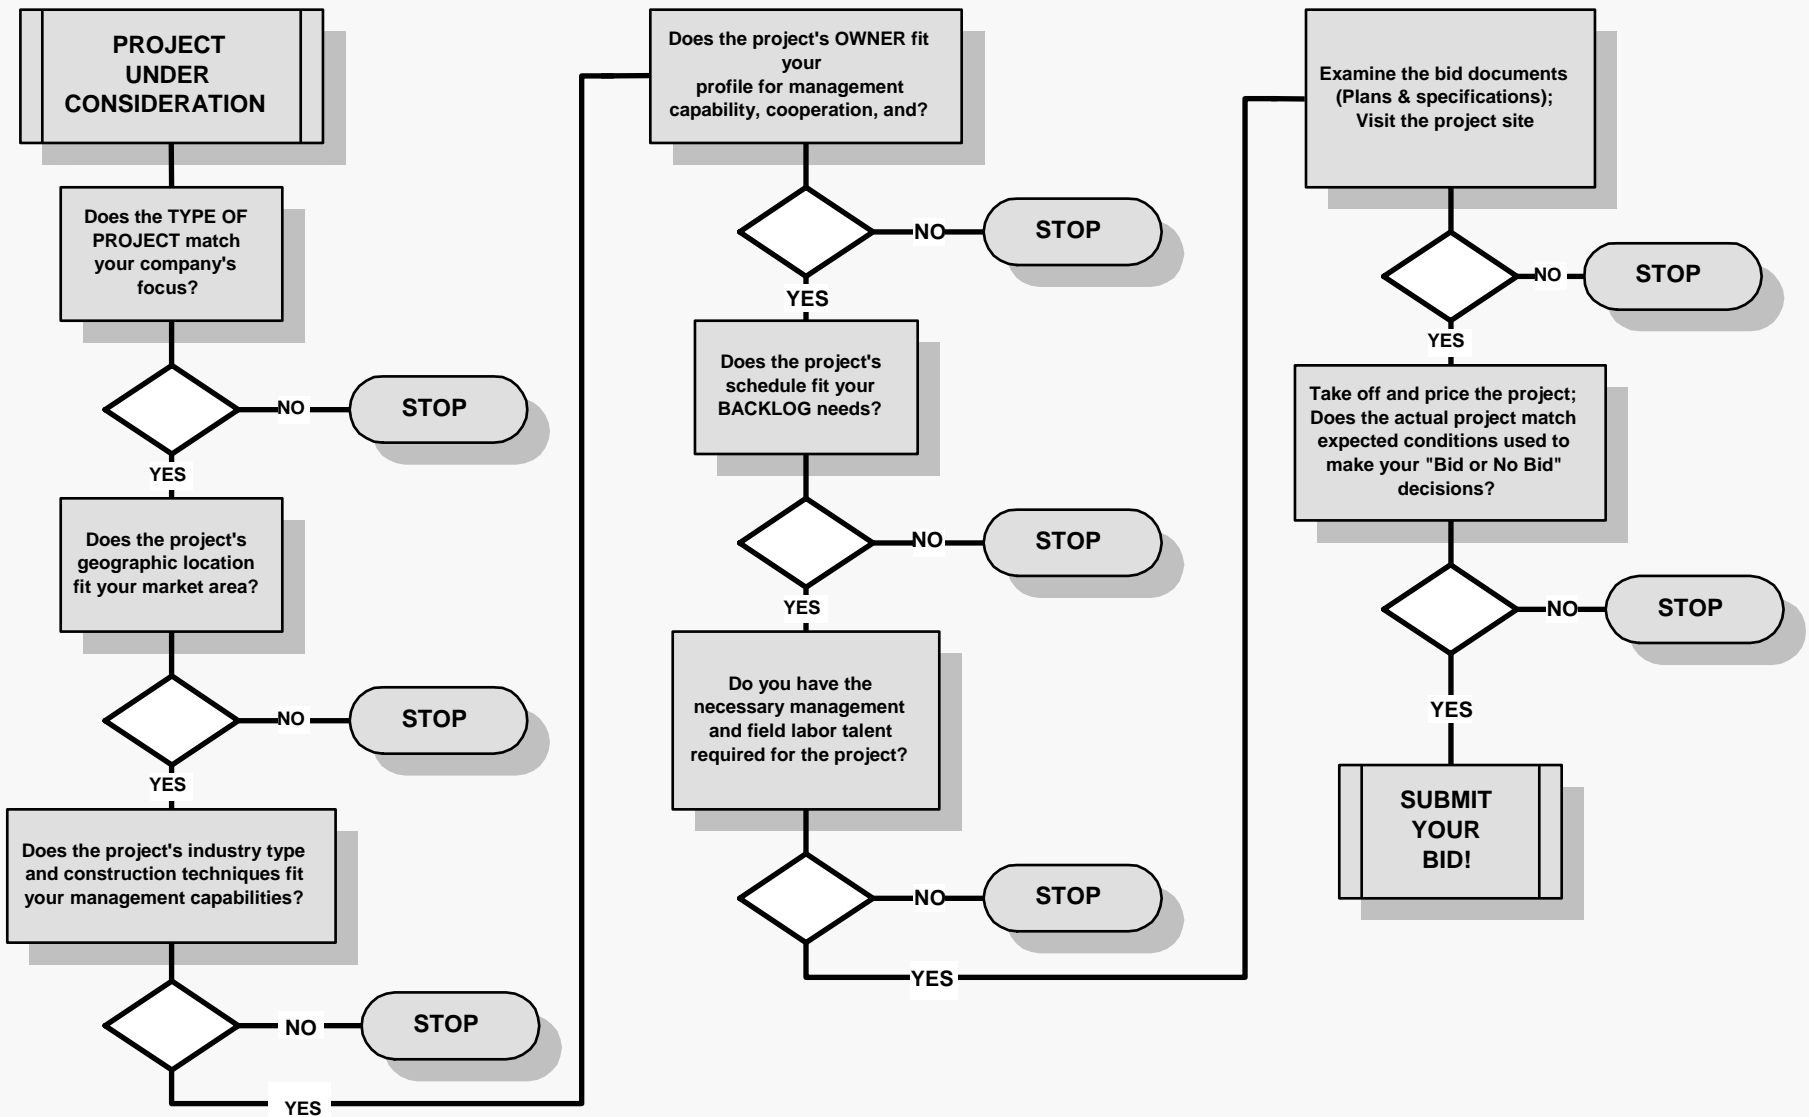 PROJECT
UNDER
CONSIDERATION
Does the TYPE OF
PROJECT match
your company's
focus?
NO
STOP
YES
Does the project's
geographic location
fit your market area?
NO
STOP
YES
Does the project's industry type
and construction techniques fit
your management capabilities?
NO
STOP
YES
Does the project's OWNER fit
your
profile for management
capability, cooperation, and?
NO
STOP
YES
Does the project's
schedule fit your
BACKLOG needs?
NO
STOP
YES
Do you have the
necessary management
and field labor talent
required for the project?
NO
STOP
YES
Examine the bid documents
(Plans & specifications);
Visit the project site
NO
STOP
YES
Take off and price the project;
Does the actual project match
expected conditions used to
make your "Bid or No Bid"
decisions?
NO
STOP
YES
SUBMIT
YOUR
BID!